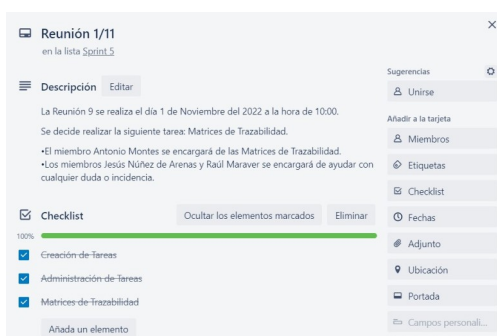 Reunión 1/11
en la lista Sprint 5
Descripción Editar
La Reunión 9 se realiza el día 1 de Noviembre del 2022 a la hora de 10:00.
Se decide realizar la siguiente tarea: Matrices de Trazabilidad.
•El miembro Antonio Montes se encargará de las Matrices de Trazabilidad.
•Los miembros Jesús Núñez de Arenas y Raúl Maraver se encargará de ayudar con
cualquier duda o incidencia.
Checklist Ocultar los elementos marcados Eliminar
100%
Creación de Tareas
Administración de Tareas
Matrices de Trazabilidad
Añada un elemento
Sugerencias
Unirse
Añadir a la tarjeta
Miembros
Etiquetas
Checklist
Fechas
Adjunto
Ubicación
Portada
Campos personali...